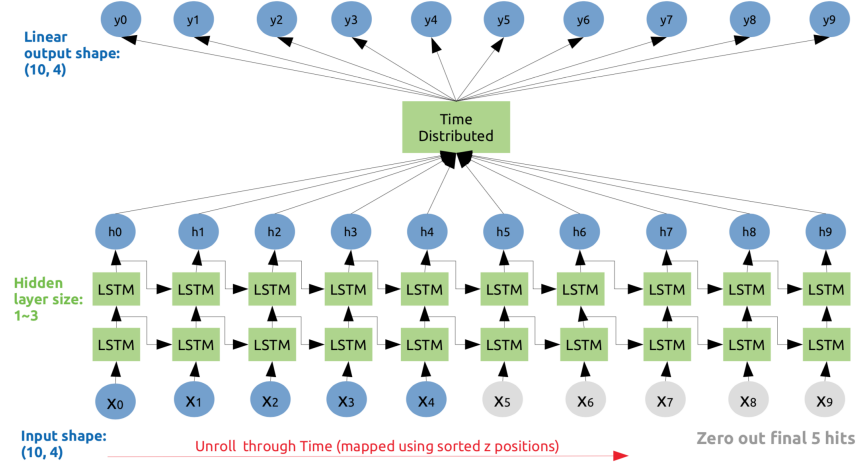 y0 y1 y2 y3 y4 y5 y6 y7 y8 y9
Linear
output shape:
(10, 4)
Time
Distributed
h0 h1 h2 h3 h4 h5 h6 h7 h8 h9
Hidden
layer size:
1~3
LSTM LSTM LSTM LSTM LSTM LSTM LSTM LSTM LSTM LSTM
LSTM LSTM LSTM LSTM LSTM LSTM LSTM LSTM LSTM LSTM
X0 X1 X2 X3 X4 X5 X6 X7 X8 X9
Input shape:
(10, 4)
Unroll through Time (mapped using sorted z positions)
Zero out final 5 hits